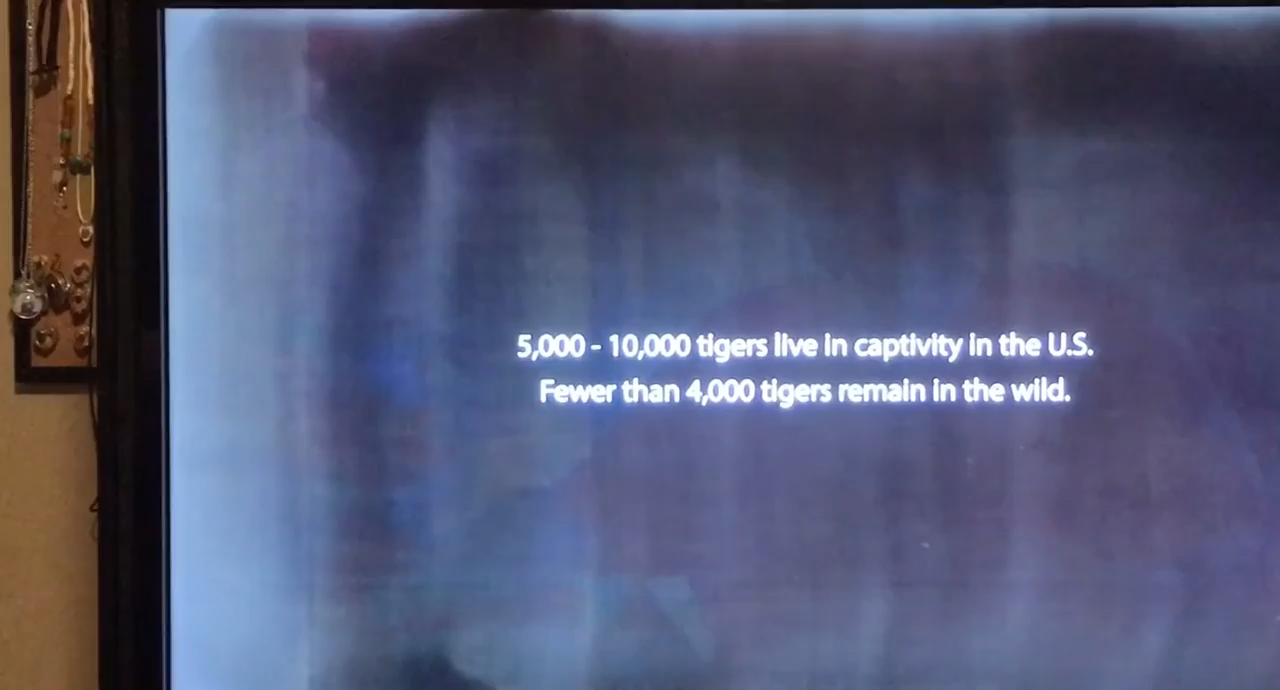 5,000 - 10,000 tigers live in captivity in the U.S.
Fewer than 4,000 tigers remain in the wild.